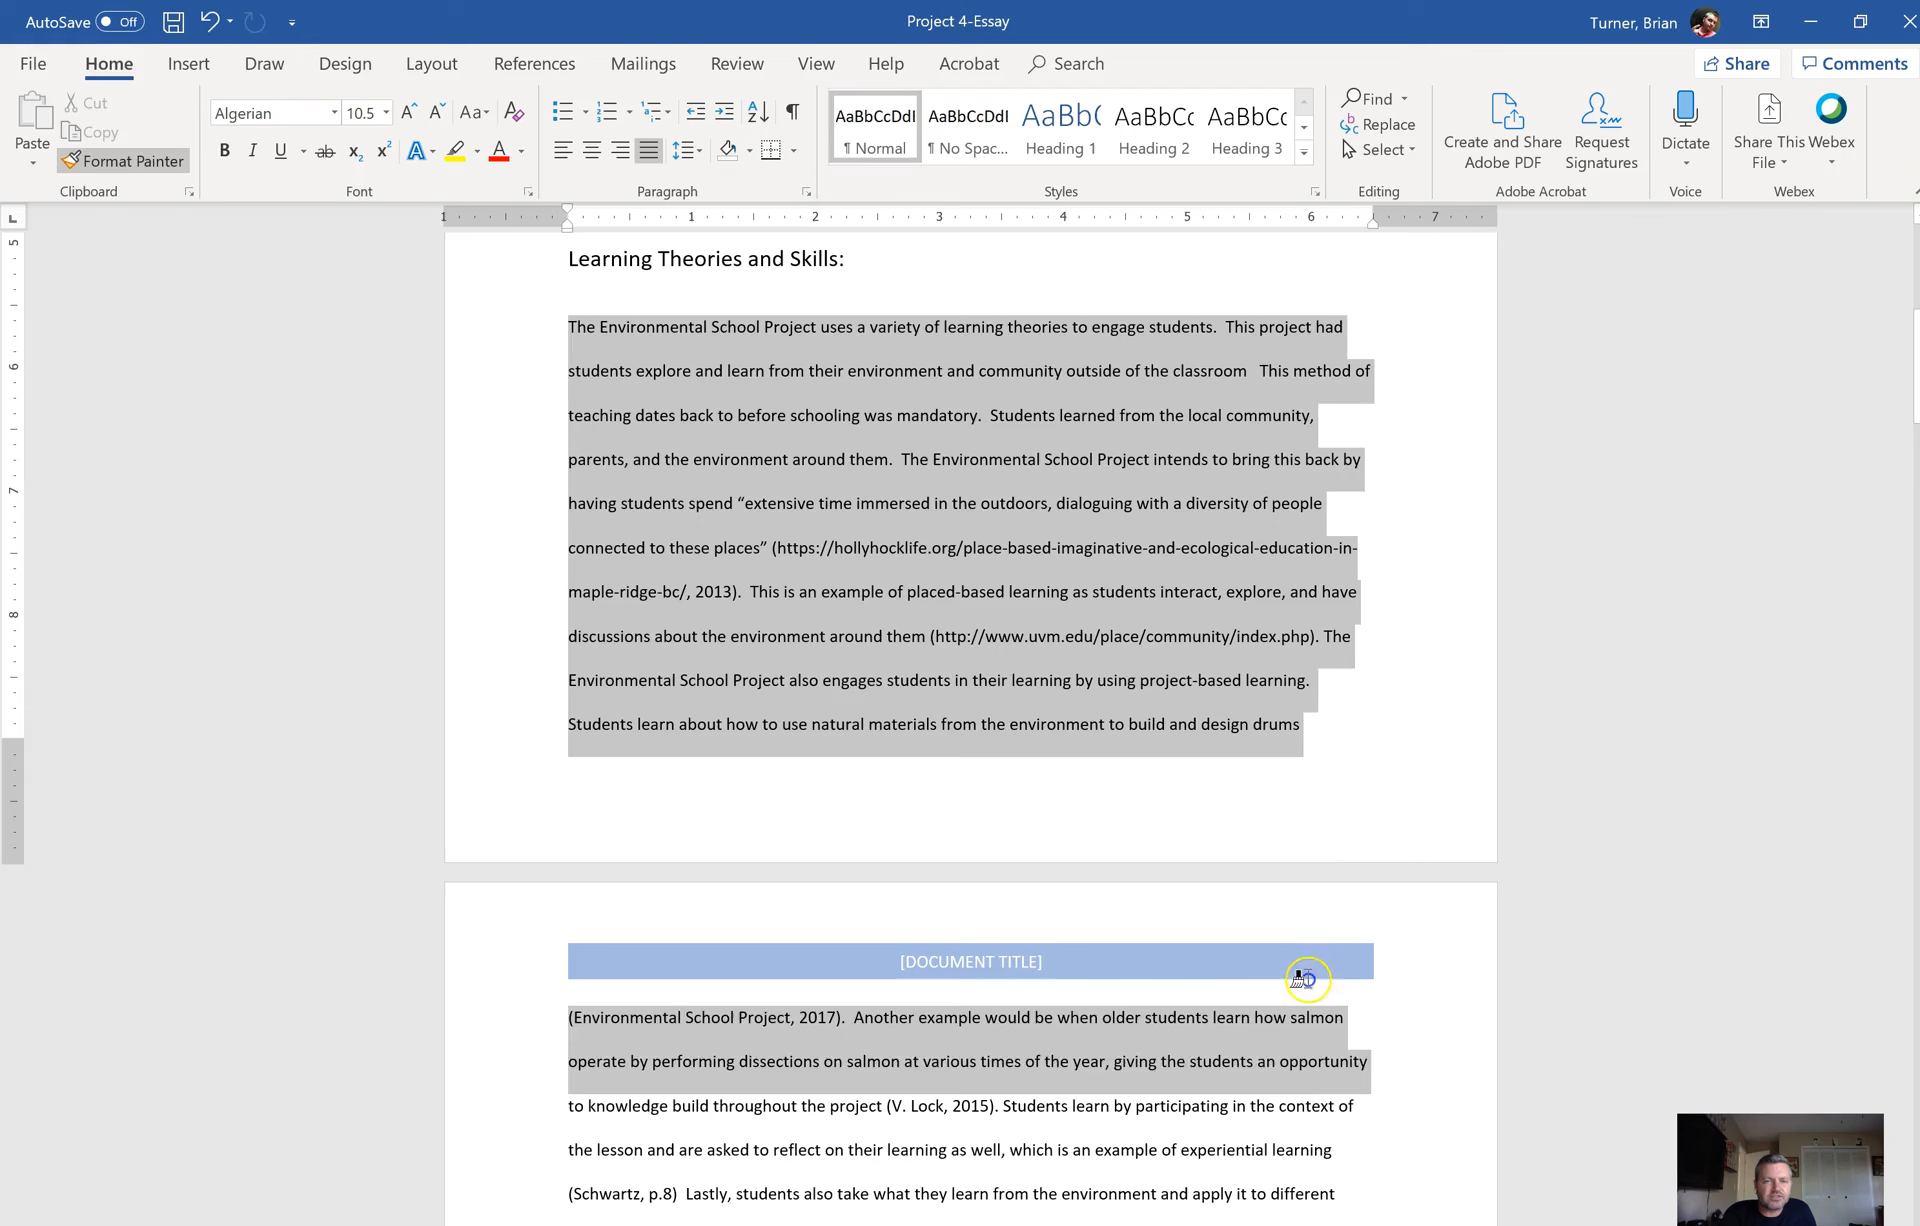 AutoSave Off
Project 4-Essay
Turner, Brian
File Home Insert Draw Design Layout References Mailings Review View Help Acrobat Search
Share Comments
Paste
Cut
Copy
Format Painter
Clipboard
Algerian 10.5
Font
Paragraph
AaBbCcDdI AaBbCcDdI AaBb( AaBbCc AaBbCc
¶ Normal ¶ No Spac... Heading 1 Heading 2 Heading 3
Styles
Find
Replace
Select
Editing
Create and Share
Adobe PDF
Request
Signatures
Adobe Acrobat
Dictate
Voice
Share This
File
Webex
Webex
1 1 2 3 4 5 6 7
5
6
7
8
Learning Theories and Skills:
The Environmental School Project uses a variety of learning theories to engage students.  This project had
students explore and learn from their environment and community outside of the classroom   This method of
teaching dates back to before schooling was mandatory.  Students learned from the local community,
parents, and the environment around them.  The Environmental School Project intends to bring this back by
having students spend “extensive time immersed in the outdoors, dialoguing with a diversity of people
connected to these places” (https://hollyhocklife.org/place-based-imaginative-and-ecological-education-in-
maple-ridge-bc/, 2013).  This is an example of placed-based learning as students interact, explore, and have
discussions about the environment around them (http://www.uvm.edu/place/community/index.php). The
Environmental School Project also engages students in their learning by using project-based learning.
Students learn about how to use natural materials from the environment to build and design drums
[DOCUMENT TITLE]
(Environmental School Project, 2017).  Another example would be when older students learn how salmon
operate by performing dissections on salmon at various times of the year, giving the students an opportunity
to knowledge build throughout the project (V. Lock, 2015). Students learn by participating in the context of
the lesson and are asked to reflect on their learning as well, which is an example of experiential learning
(Schwartz, p.8)  Lastly, students also take what they learn from the environment and apply it to different